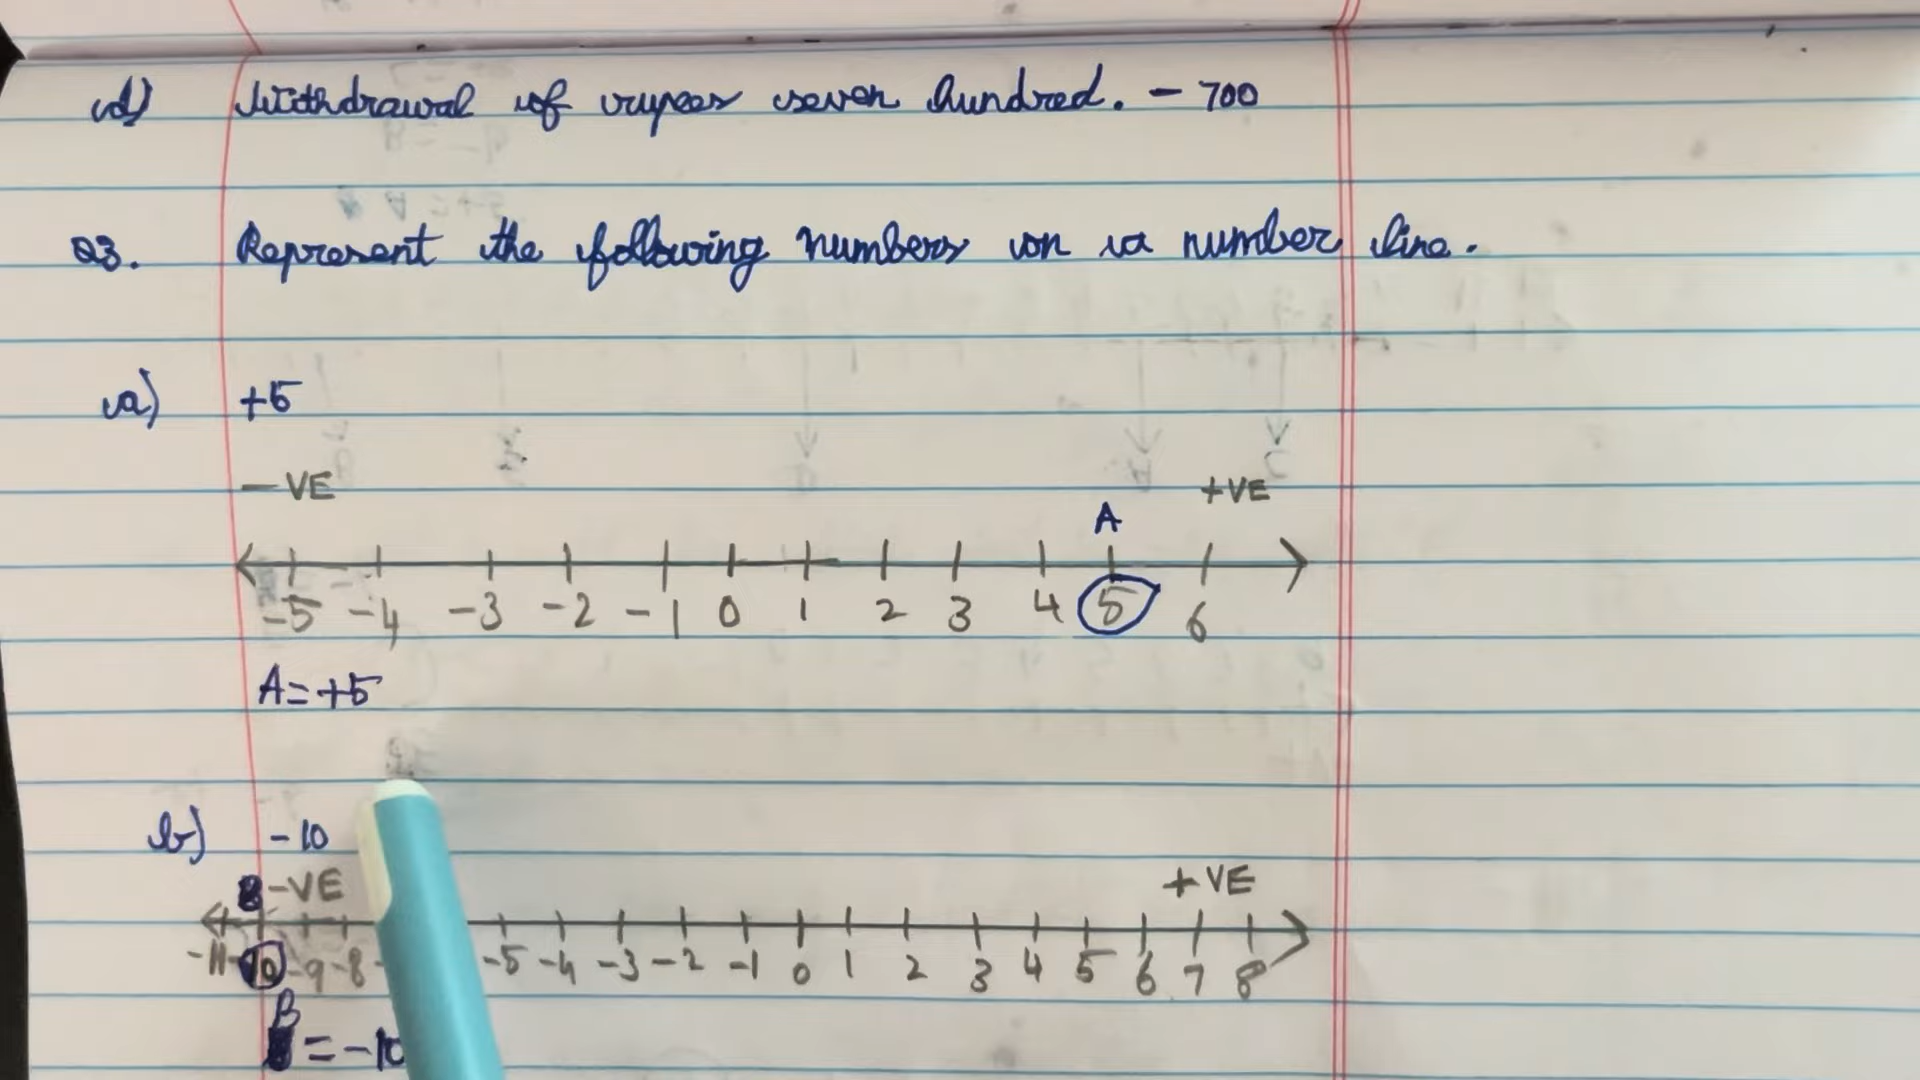 d) Withdrawal of rupees seven hundred. - 700
Q3. Represent the following numbers on a number line.
a) +5
-VE +VE
A
-5 -4 -3 -2 -1 0 1 2 3 4 5 6
A = +5
b) -10
B -VE +VE
-11 -10 -9 -8 -5 -4 -3 -2 -1 0 1 2 3 4 5 6 7 8
B
= -10